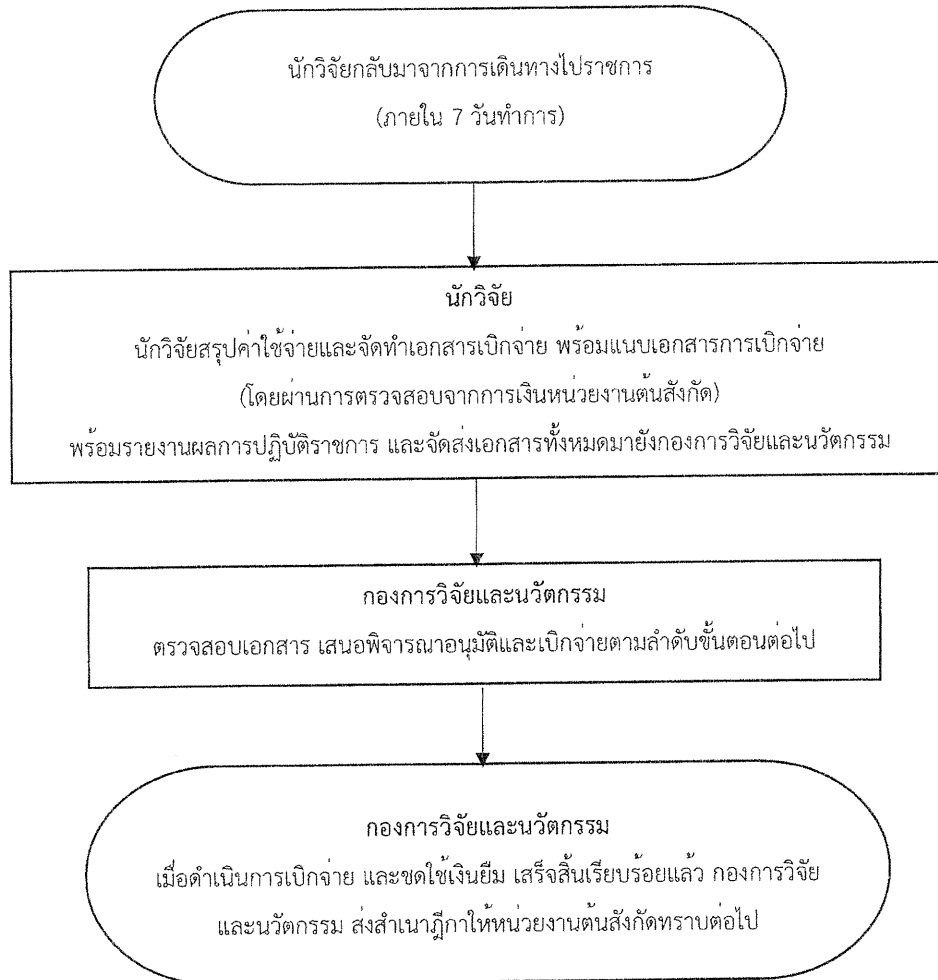 นักวิจัยกลับมาจากการเดินทางไปราชการ
(ภายใน 7 วันทำการ)
นักวิจัย
นักวิจัยสรุปค่าใช้จ่ายและจัดทำเอกสารเบิกจ่าย พร้อมแนบเอกสารการเบิกจ่าย
(โดยผ่านการตรวจสอบจากการเงินหน่วยงานต้นสังกัด)
พร้อมรายงานผลการปฏิบัติราชการ และจัดส่งเอกสารทั้งหมดมายังกองการวิจัยและนวัตกรรม
กองการวิจัยและนวัตกรรม
ตรวจสอบเอกสาร เสนอพิจารณาอนุมัติและเบิกจ่ายตามลำดับขั้นตอนต่อไป
กองการวิจัยและนวัตกรรม
เมื่อดำเนินการเบิกจ่าย และชดใช้เงินยืม เสร็จสิ้นเรียบร้อยแล้ว กองการวิจัย
และนวัตกรรม ส่งสำเนาฎีกาให้หน่วยงานต้นสังกัดทราบต่อไป